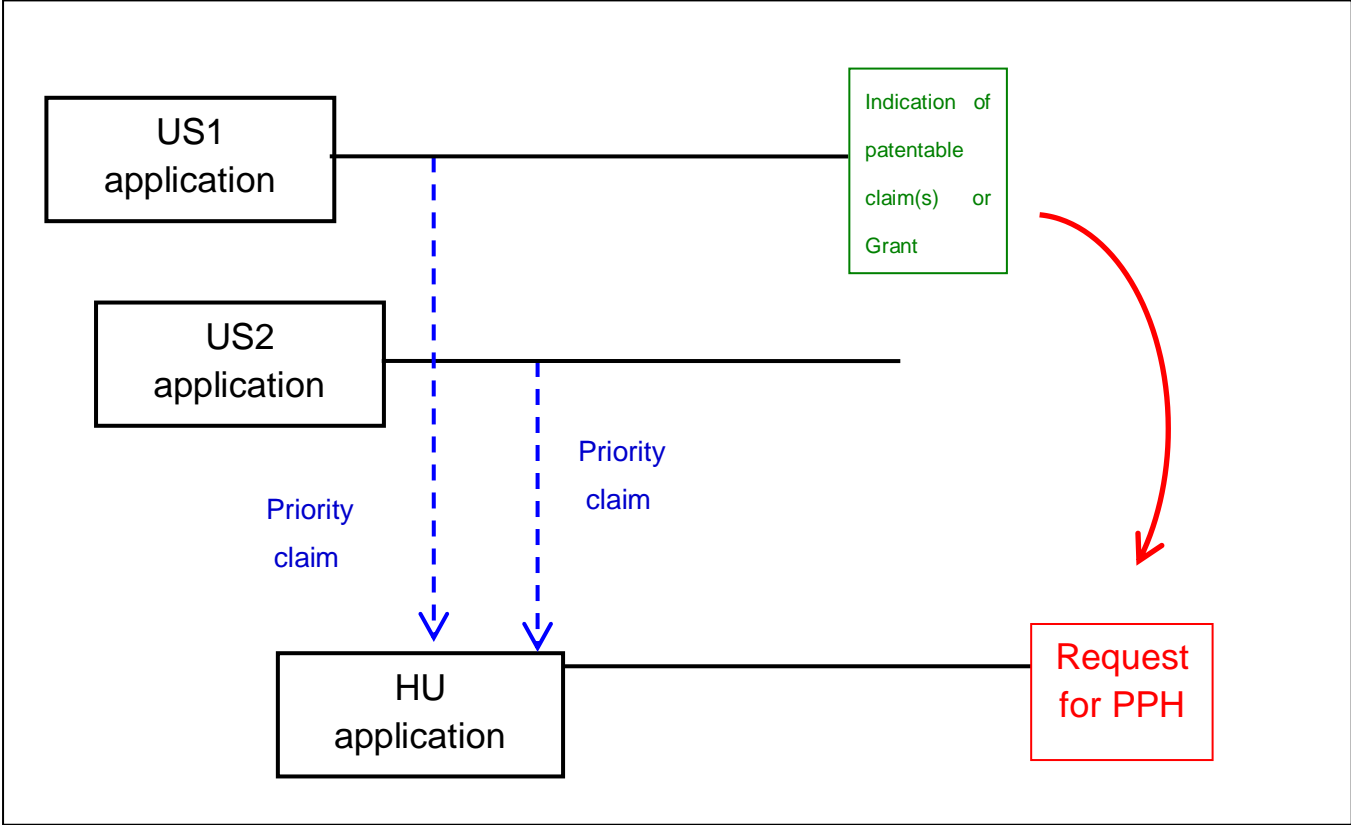 US1
application
Indication of
patentable
claim(s) or
Grant
US2
application
Priority
claim
Priority
claim
HU
application
Request
for PPH